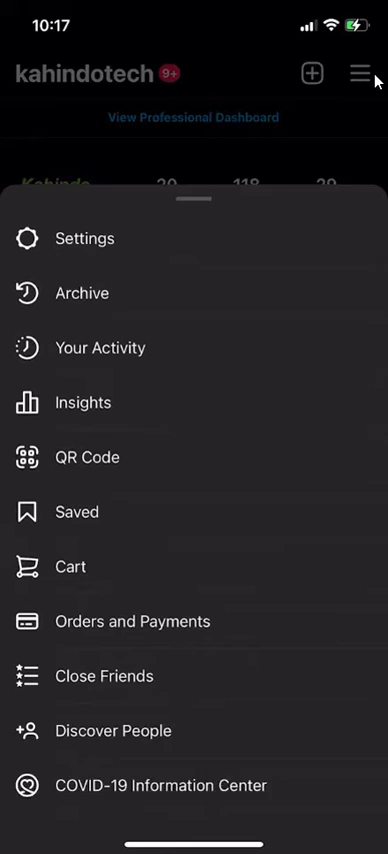 10:17
kahindotech 9+
View Professional Dashboard
Kahindo 20 118 29
Settings
Archive
Your Activity
Insights
QR Code
Saved
Cart
Orders and Payments
Close Friends
Discover People
COVID-19 Information Center